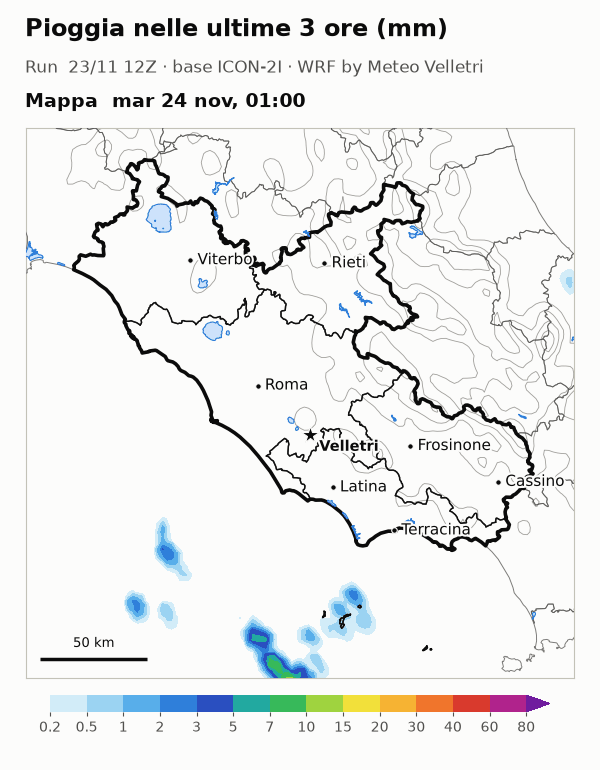 Pioggia nelle ultime 3 ore (mm)
Run  23/11 12Z · base ICON-2I · WRF by Meteo Velletri
Mappa  mar 24 nov, 01:00
Viterbo
Rieti
Roma
Velletri
Frosinone
Cassino
Latina
Terracina
50 km
0.2 0.5 1 2 3 5 7 10 15 20 30 40 60 80